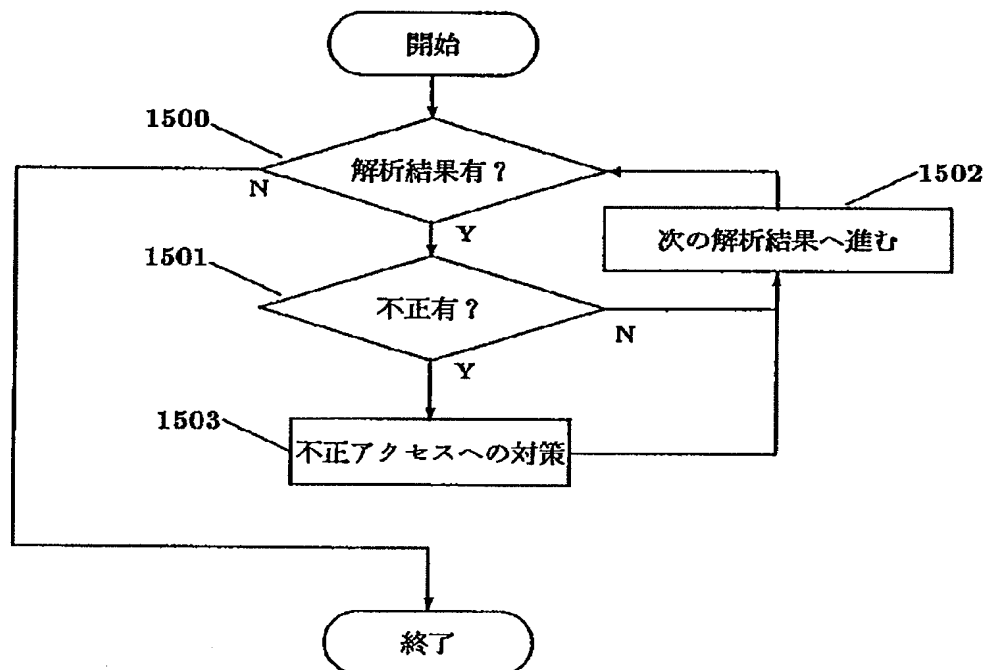 開始
1500
解析結果有？
N
Y
1502
次の解析結果へ進む
1501
不正有？
N
Y
1503
不正アクセスへの対策
終了